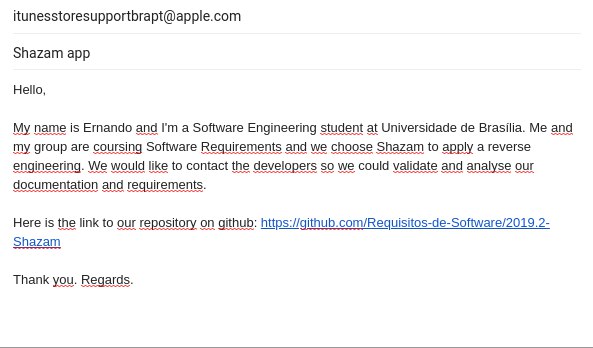 itunesstoresupportbrapt@apple.com
Shazam app
Hello,
My name is Ernando and I'm a Software Engineering student at Universidade de Brasília. Me and
my group are coursing Software Requirements and we choose Shazam to apply a reverse
engineering. We would like to contact the developers so we could validate and analyse our
documentation and requirements.
Here is the link to our repository on github: https://github.com/Requisitos-de-Software/2019.2-
Shazam
Thank you. Regards.